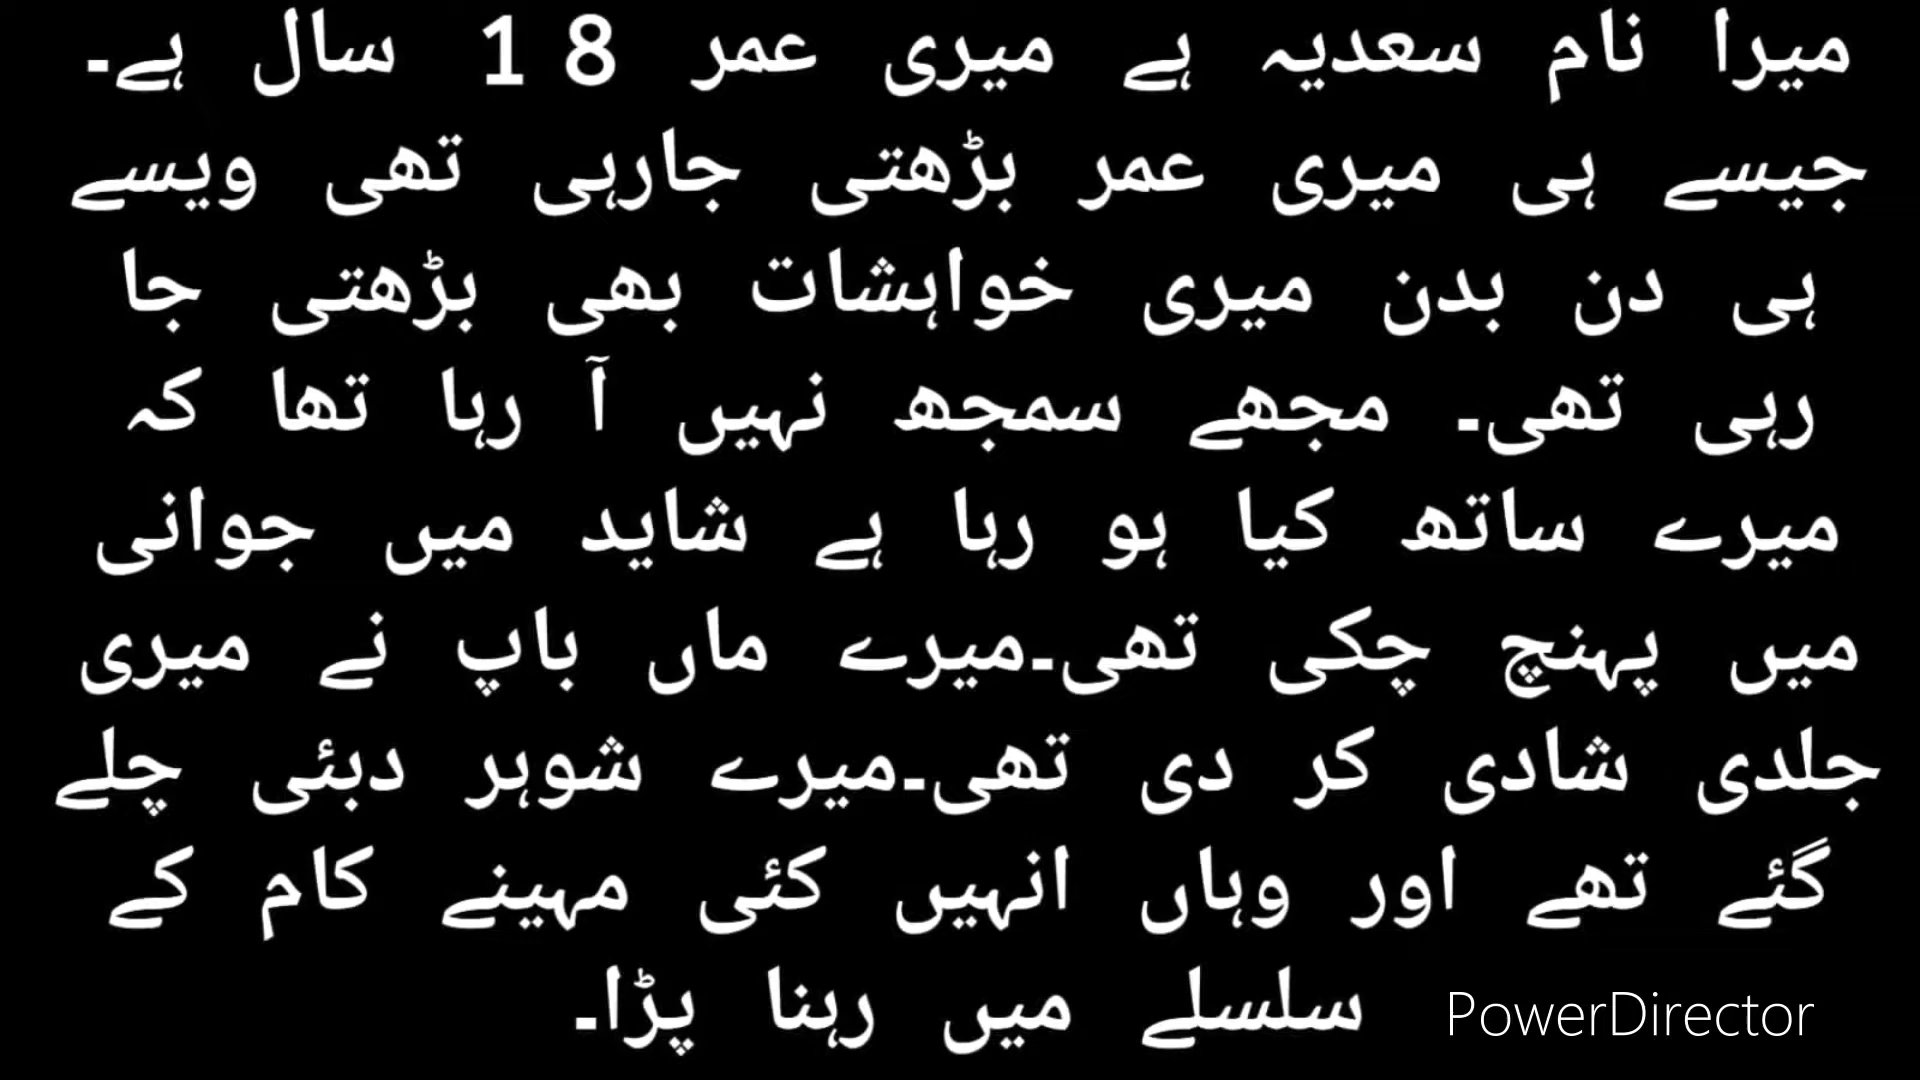 میرا نام سعدیہ ہے میری عمر 18 سال ہے۔
جیسے ہی میری عمر بڑھتی جارہی تھی ویسے
ہی دن بدن میری خواہشات بھی بڑھتی جا
رہی تھی۔ مجھے سمجھ نہیں آ رہا تھا کہ
میرے ساتھ کیا ہو رہا ہے شاید میں جوانی
میں پہنچ چکی تھی۔میرے ماں باپ نے میری
جلدی شادی کر دی تھی۔میرے شوہر دبئی چلے
گئے تھے اور وہاں انہیں کئی مہینے کام کے
سلسلے میں رہنا پڑا۔
PowerDirector